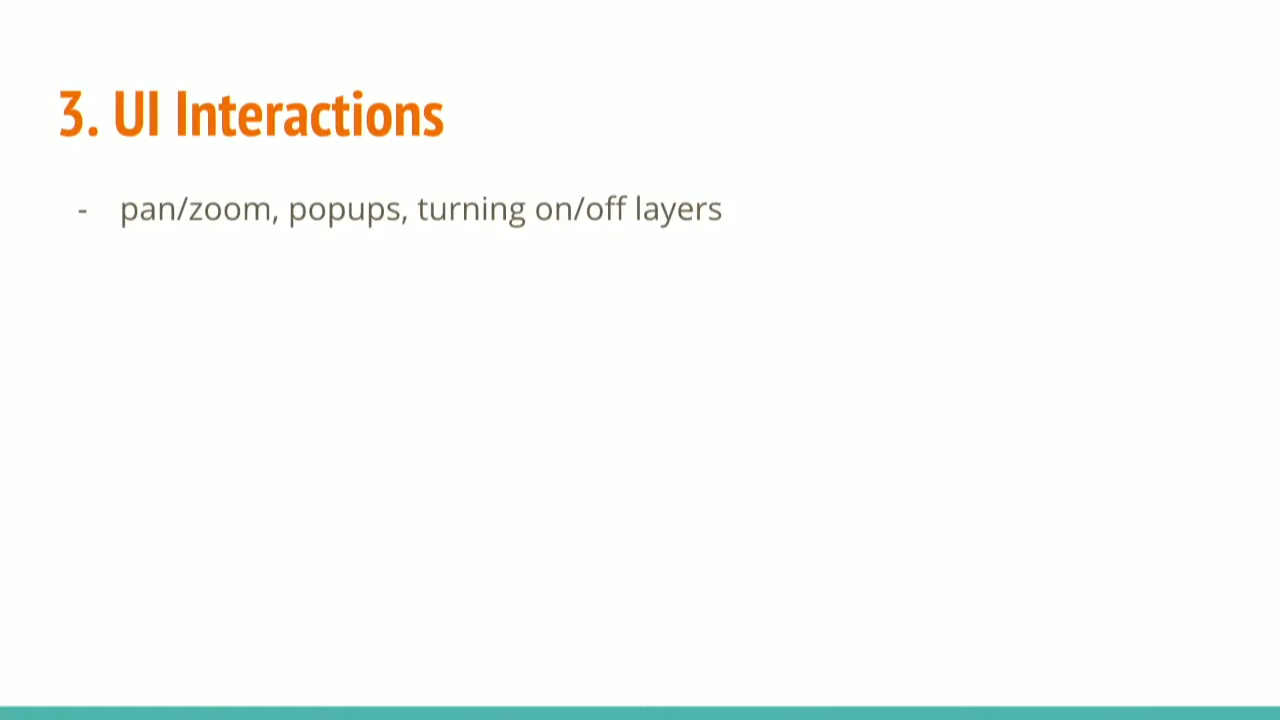 3. UI Interactions
- pan/zoom, popups, turning on/off layers